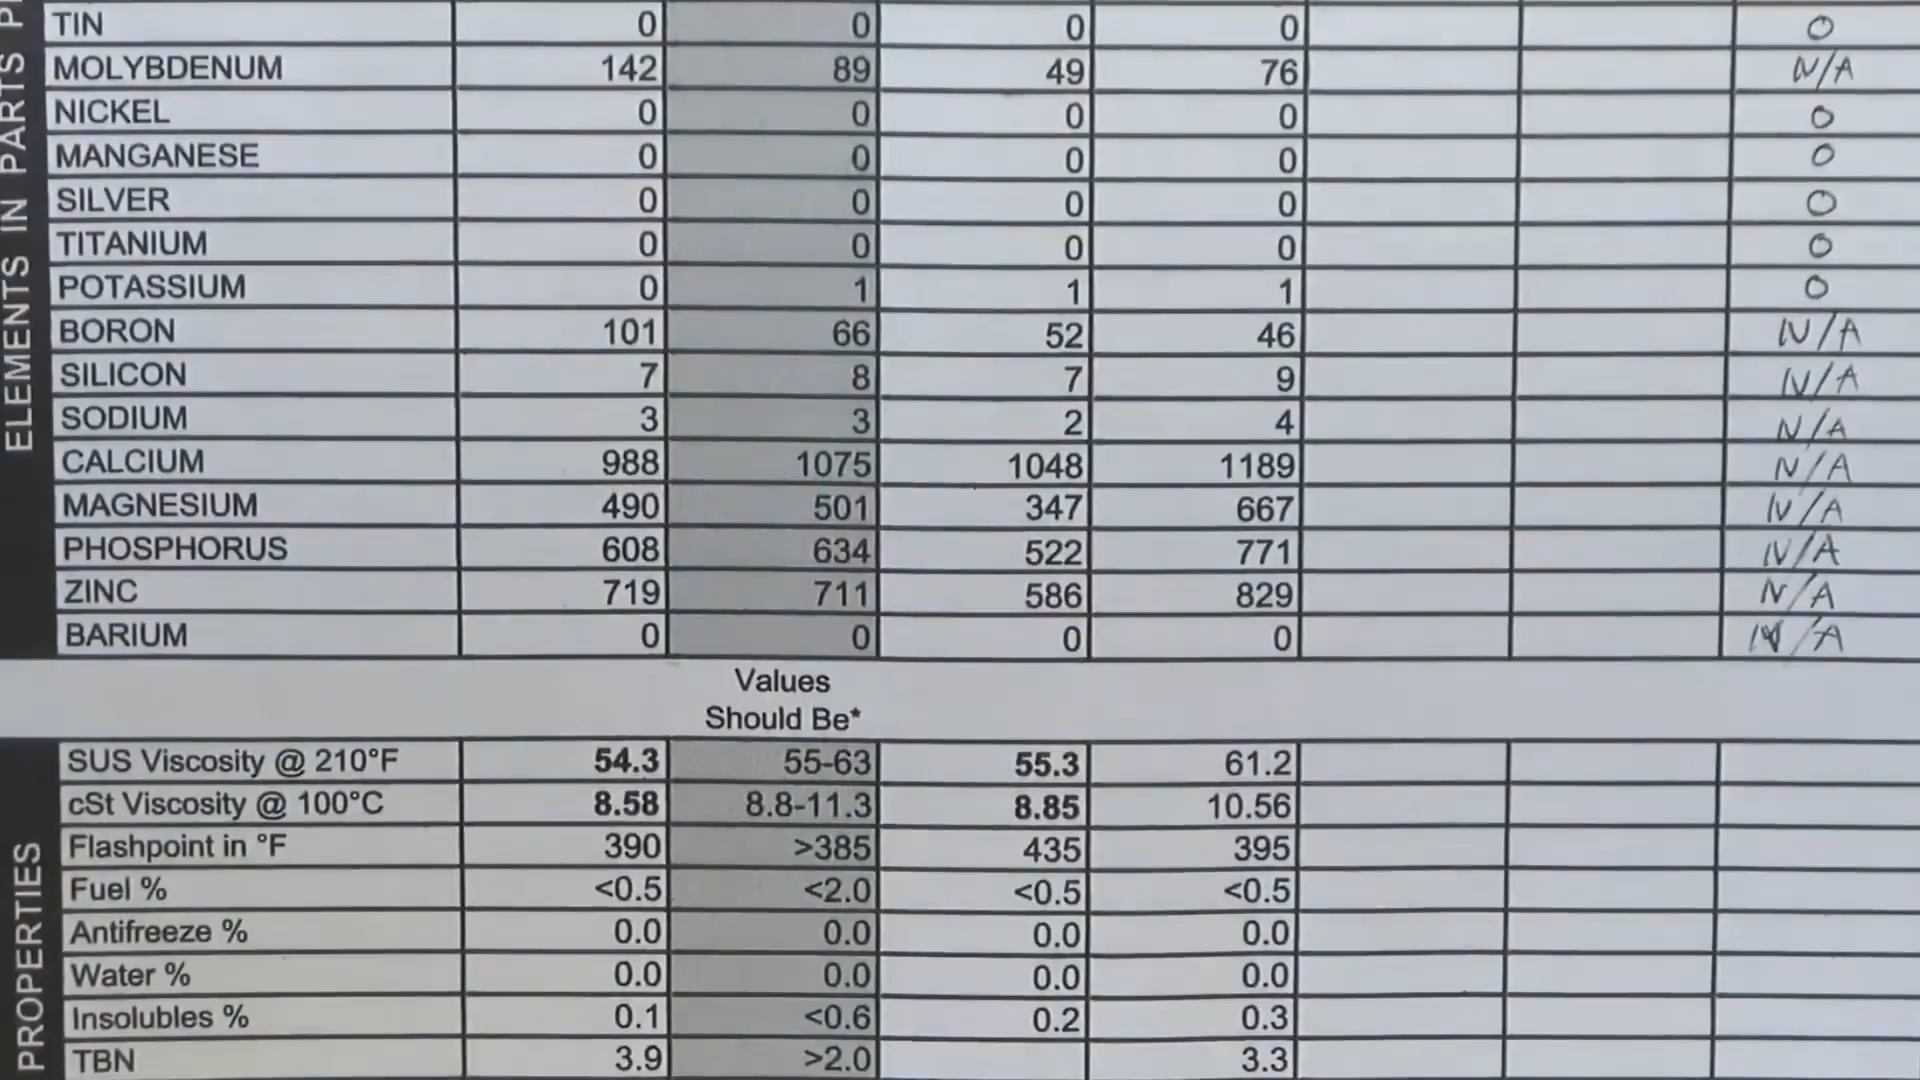 ELEMENTS IN PARTS P
TIN 0 0 0 0 0
MOLYBDENUM 142 89 49 76 N/A
NICKEL 0 0 0 0 0
MANGANESE 0 0 0 0 0
SILVER 0 0 0 0 0
TITANIUM 0 0 0 0 0
POTASSIUM 0 1 1 1 0
BORON 101 66 52 46 N/A
SILICON 7 8 7 9 N/A
SODIUM 3 3 2 4 N/A
CALCIUM 988 1075 1048 1189 N/A
MAGNESIUM 490 501 347 667 N/A
PHOSPHORUS 608 634 522 771 N/A
ZINC 719 711 586 829 N/A
BARIUM 0 0 0 0 N/A
Values
Should Be*
PROPERTIES
SUS Viscosity @ 210°F 54.3 55-63 55.3 61.2
cSt Viscosity @ 100°C 8.58 8.8-11.3 8.85 10.56
Flashpoint in °F 390 >385 435 395
Fuel % <0.5 <2.0 <0.5 <0.5
Antifreeze % 0.0 0.0 0.0 0.0
Water % 0.0 0.0 0.0 0.0
Insolubles % 0.1 <0.6 0.2 0.3
TBN 3.9 >2.0 3.3